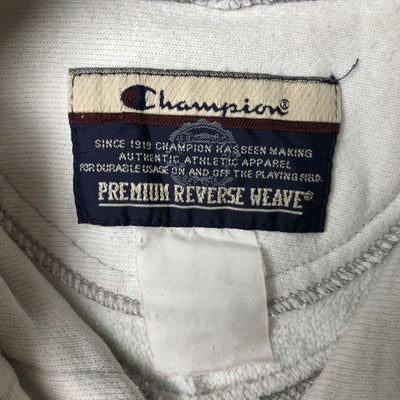 Champion®
SINCE 1919 CHAMPION HAS BEEN MAKING
AUTHENTIC ATHLETIC APPAREL
FOR DURABLE USAGE ON AND OFF THE PLAYING FIELD.
PREMIUM REVERSE WEAVE®